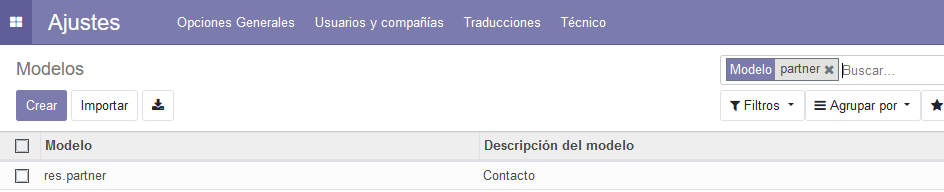 Ajustes Opciones Generales Usuarios y compañías Traducciones Técnico
Modelos
Modelo partner Buscar...
Crear Importar Filtros Agrupar por
Modelo Descripción del modelo
res.partner Contacto